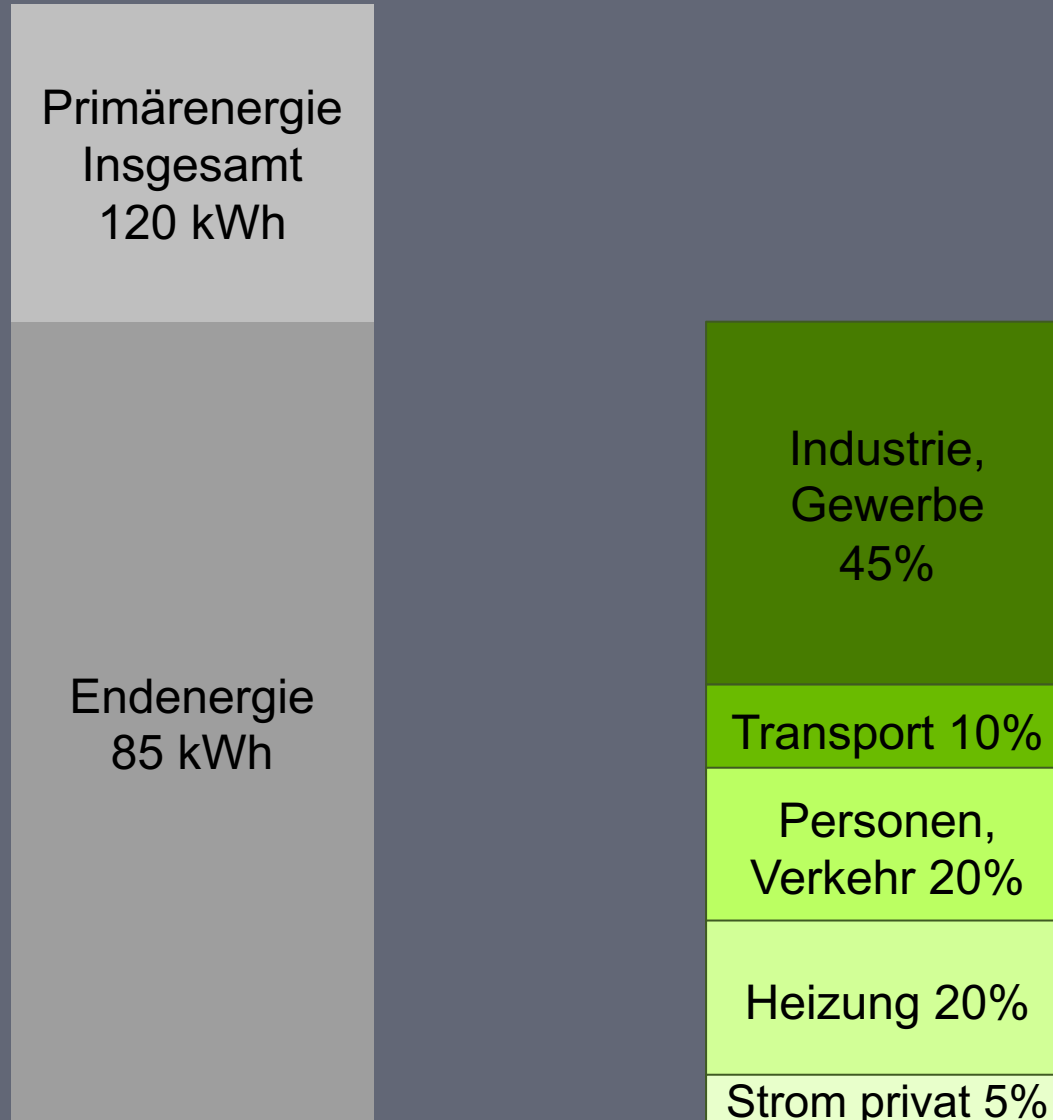 Primärenergie
Insgesamt
120 kWh
Endenergie
85 kWh
Industrie,
Gewerbe
45%
Transport 10%
Personen,
Verkehr 20%
Heizung 20%
Strom privat 5%